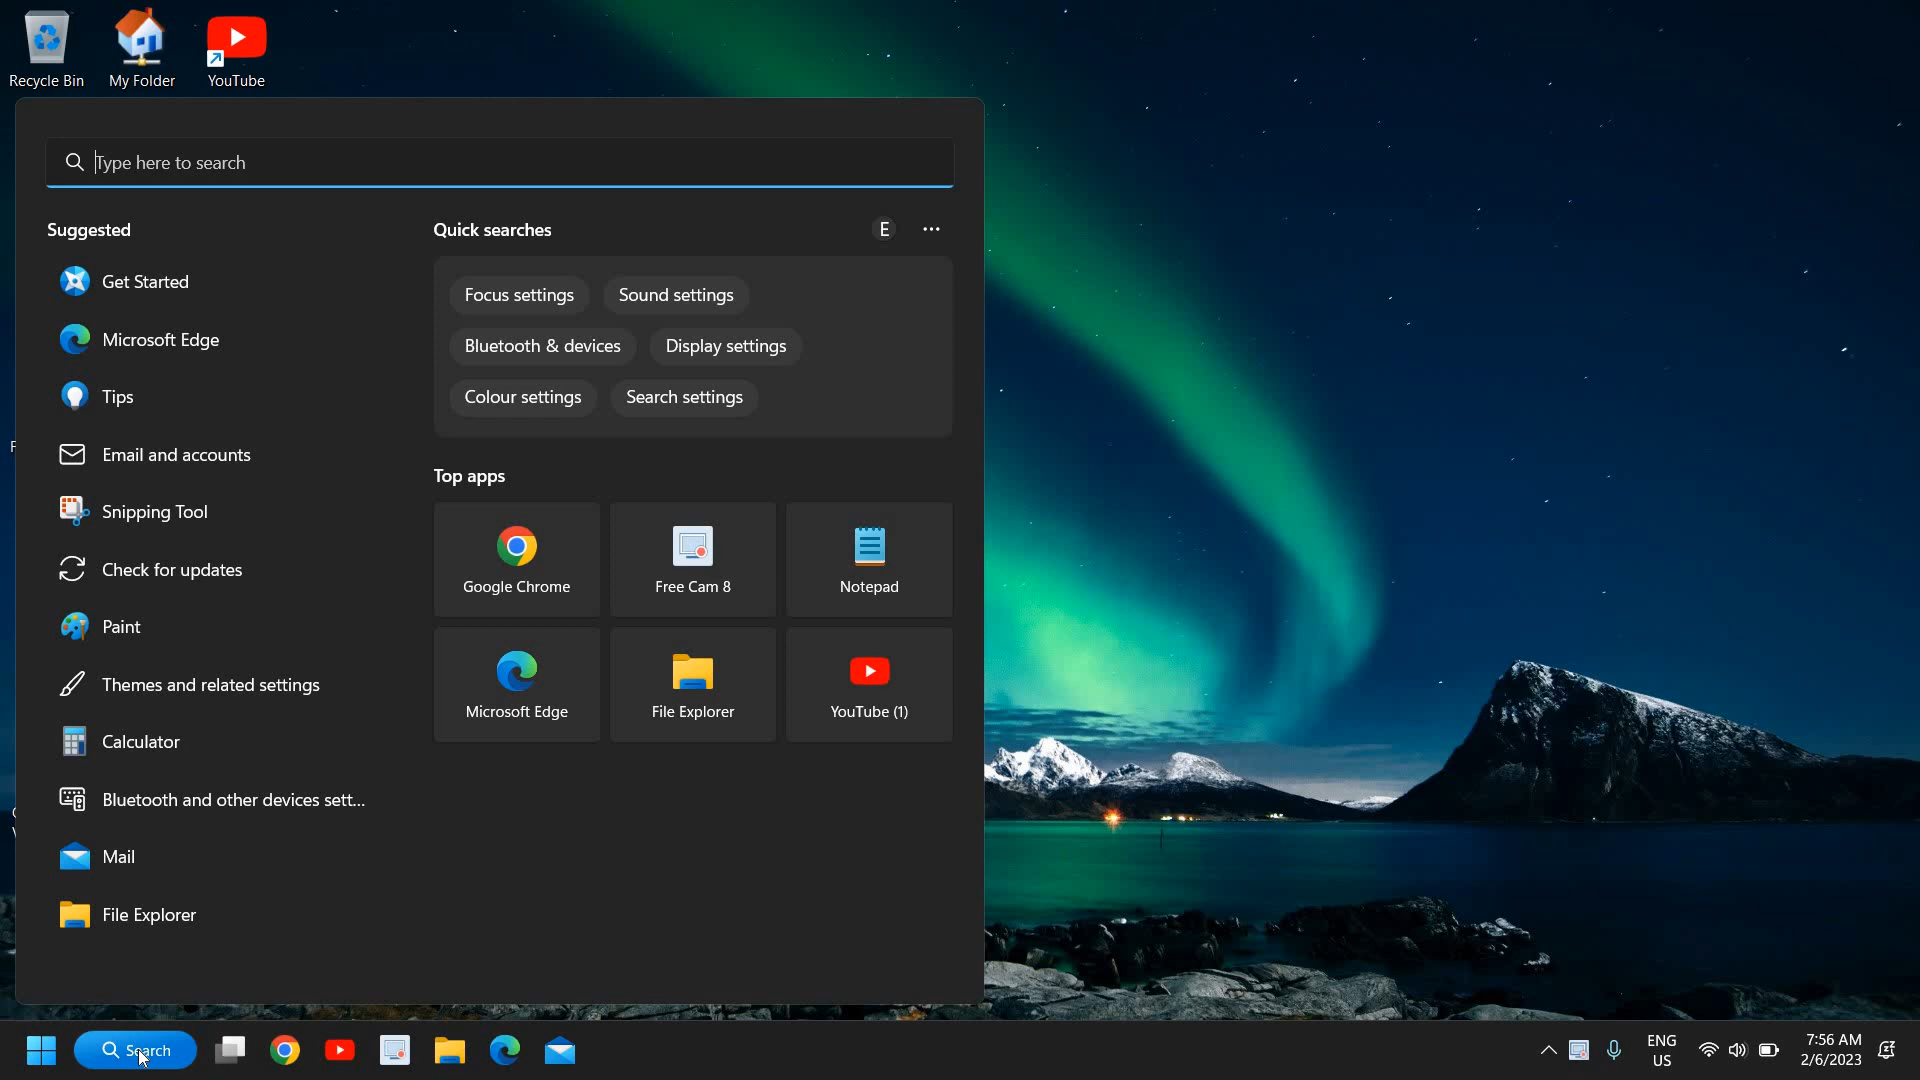 Recycle Bin
My Folder
YouTube
Type here to search
Suggested
Get Started
Microsoft Edge
Tips
Email and accounts
Snipping Tool
Check for updates
Paint
Themes and related settings
Calculator
Bluetooth and other devices sett...
Mail
File Explorer
Quick searches
E
Focus settings
Sound settings
Bluetooth & devices
Display settings
Colour settings
Search settings
Top apps
Google Chrome
Free Cam 8
Notepad
Microsoft Edge
File Explorer
YouTube (1)
Search
ENG
US
7:56 AM
2/6/2023